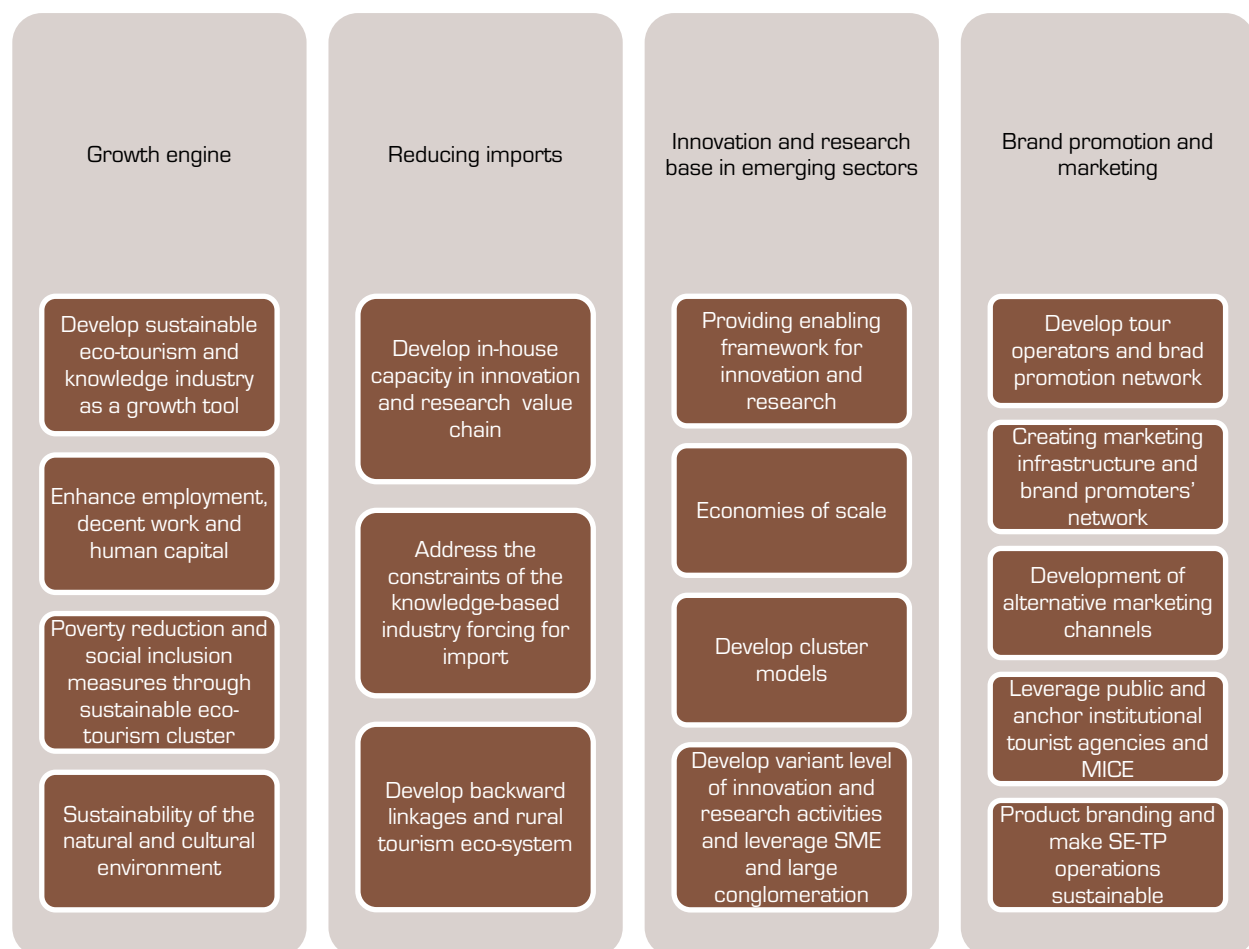 Growth engine
Develop sustainable
eco-tourism and
knowledge industry
as a growth tool
Enhance employment,
decent work and
human capital
Poverty reduction and
social inclusion
measures through
sustainable eco-
tourism cluster
Sustainability of the
natural and cultural
environment
Reducing imports
Develop in-house
capacity in innovation
and research value
chain
Address the
constraints of the
knowledge-based
industry forcing for
import
Develop backward
linkages and rural
tourism eco-system
Innovation and research
base in emerging sectors
Providing enabling
framework for
innovation and
research
Economies of scale
Develop cluster
models
Develop variant level
of innovation and
research activities
and leverage SME
and large
conglomeration
Brand promotion and
marketing
Develop tour
operators and brad
promotion network
Creating marketing
infrastructure and
brand promoters’
network
Development of
alternative marketing
channels
Leverage public and
anchor institutional
tourist agencies and
MICE
Product branding and
make SE-TP
operations
sustainable